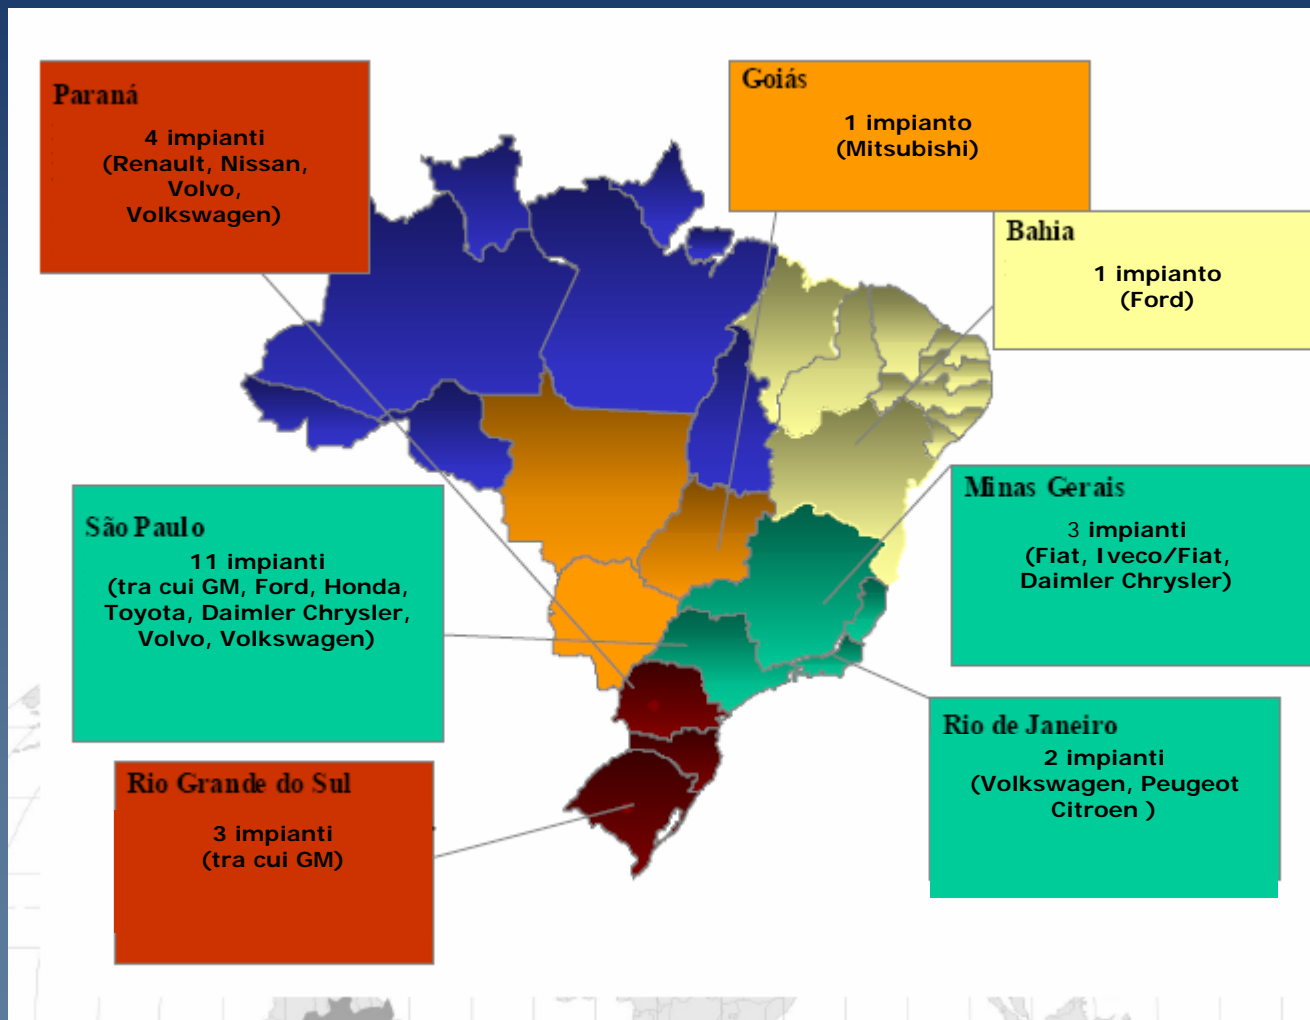 Paraná
4 impianti
(Renault, Nissan,
Volvo,
Volkswagen)
Goiás
1 impianto
(Mitsubishi)
Bahia
1 impianto
(Ford)
São Paulo
11 impianti
(tra cui GM, Ford, Honda,
Toyota, Daimler Chrysler,
Volvo, Volkswagen)
Minas Gerais
3 impianti
(Fiat, Iveco/Fiat,
Daimler Chrysler)
Rio de Janeiro
2 impianti
(Volkswagen, Peugeot
Citroen )
Rio Grande do Sul
3 impianti
(tra cui GM)